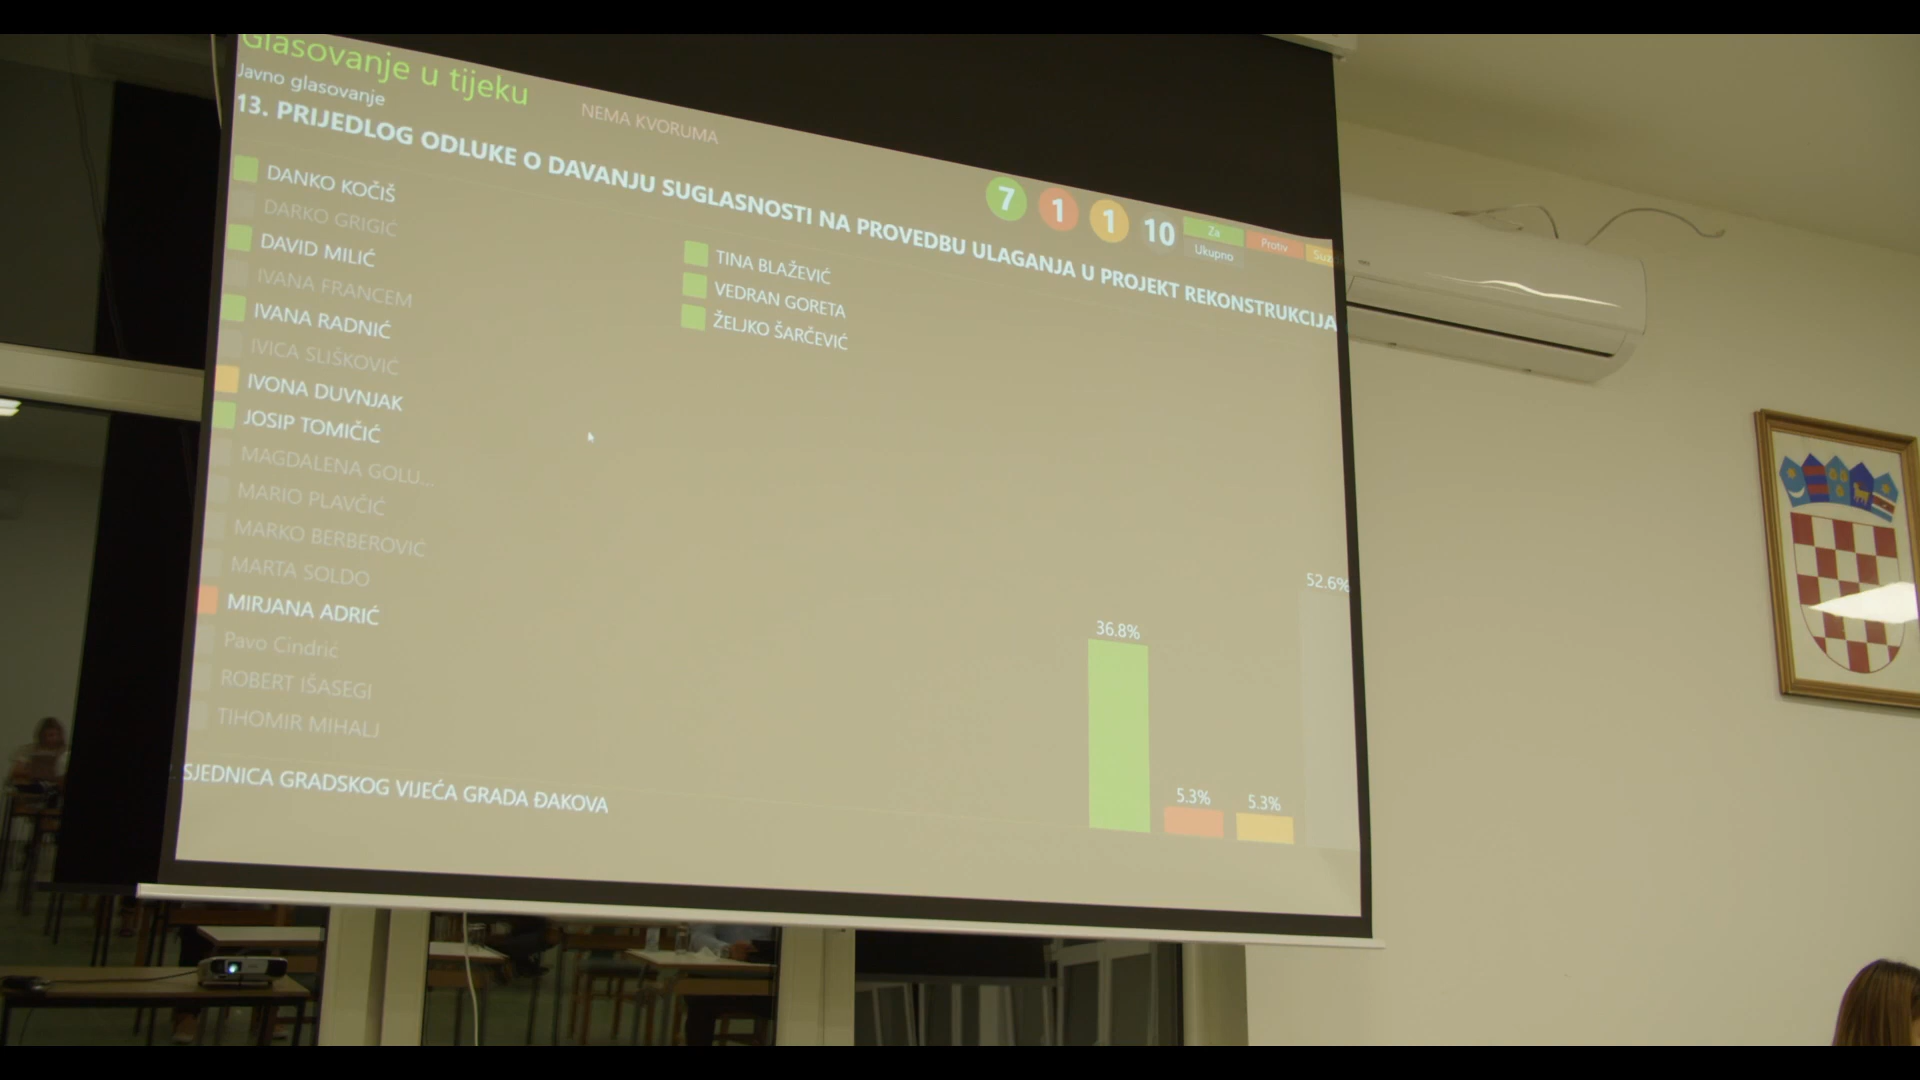 Glasovanje u tijeku
Javno glasovanje
NEMA KVORUMA
13. PRIJEDLOG ODLUKE O DAVANJU SUGLASNOSTI NA PROVEDBU ULAGANJA U PROJEKT REKONSTRUKCIJA
7 1 1 10
Za
Protiv
Ukupno
DANKO KOČIŠ
DARKO GRIGIĆ
DAVID MILIĆ
IVANA FRANCEM
IVANA RADNIĆ
IVICA SLIŠKOVIĆ
IVONA DUVNJAK
JOSIP TOMIČIĆ
MAGDALENA GOLU...
MARIO PLAVČIĆ
MARKO BERBEROVIĆ
MARTA SOLDO
MIRJANA ADRIĆ
Pavo Cindrić
ROBERT IŠASEGI
TIHOMIR MIHALJ
TINA BLAŽEVIĆ
VEDRAN GORETA
ŽELJKO ŠARČEVIĆ
36.8%
5.3%
5.3%
52.6%
SJEDNICA GRADSKOG VIJEĆA GRADA ĐAKOVA